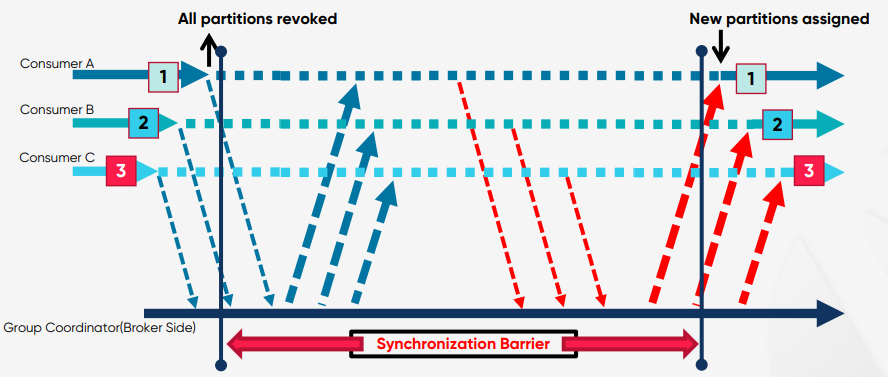 All partitions revoked
New partitions assigned
Consumer A
1
1
Consumer B
2
2
Consumer C
3
3
Group Coordinator(Broker Side)
Synchronization Barrier